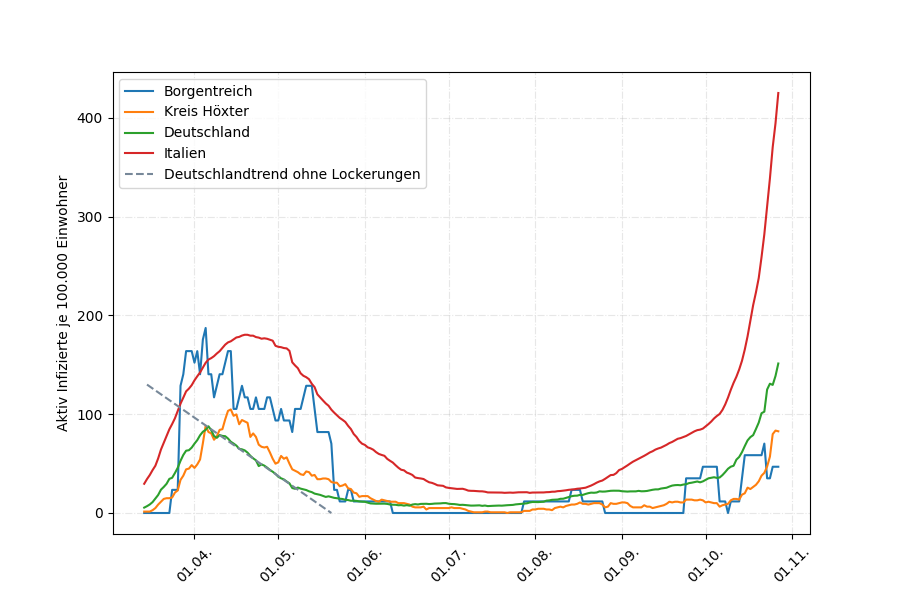 Borgentreich
Kreis Höxter
Deutschland
Italien
Deutschlandtrend ohne Lockerungen
Aktiv Infizierte je 100.000 Einwohner
400
300
200
100
0
01.04.
01.05.
01.06.
01.07.
01.08.
01.09.
01.10.
01.11.